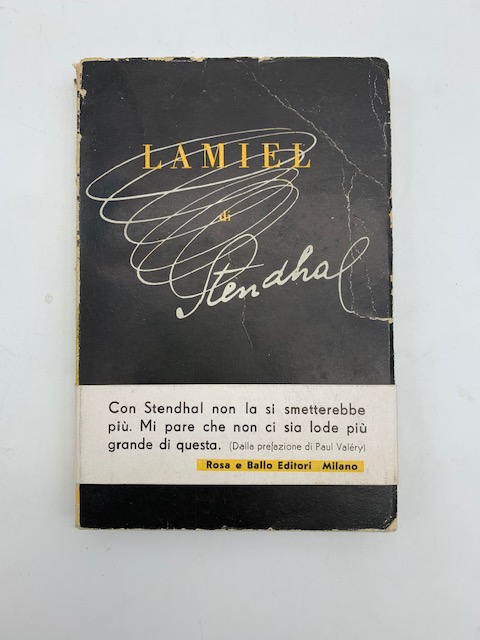 LAMIEL
di
Stendhal
Con Stendhal non la si smetterebbe
più. Mi pare che non ci sia lode più
grande di questa. (Dalla prefazione di Paul Valéry)
Rosa e Ballo Editori Milano